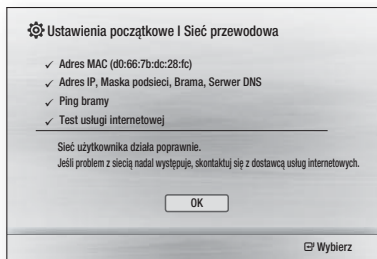 Ustawienia początkowe I Sieć przewodowa
✓ Adres MAC (d0:66:7b:dc:28:fc)
✓ Adres IP, Maska podsieci, Brama, Serwer DNS
✓ Ping bramy
✓ Test usługi internetowej
Sieć użytkownika działa poprawnie.
Jeśli problem z siecią nadal występuje, skontaktuj się z dostawcą usług internetowych.
OK
Wybierz